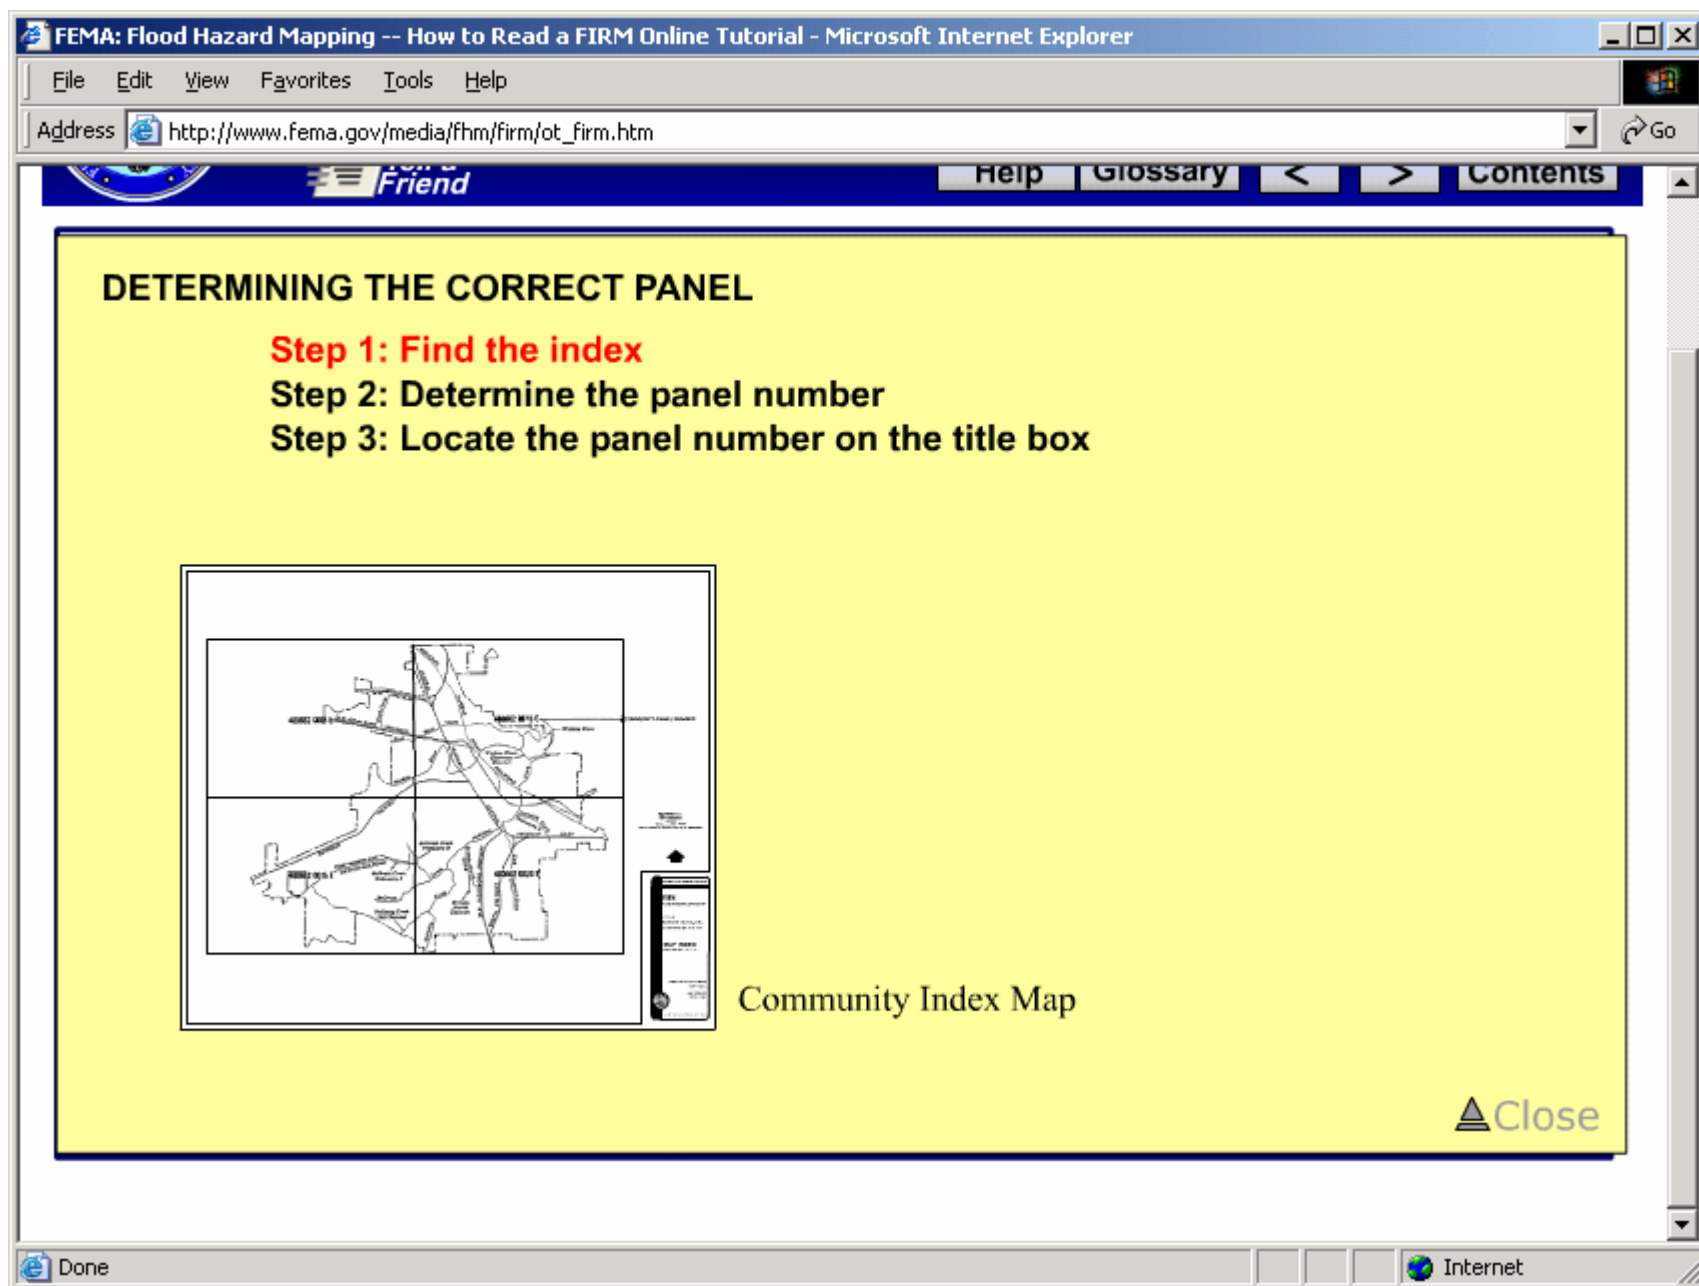 FEMA: Flood Hazard Mapping -- How to Read a FIRM Online Tutorial - Microsoft Internet Explorer
File Edit View Favorites Tools Help
Address http://www.fema.gov/media/fhm/firm/ot_firm.htm Go
Friend Help Glossary < > Contents
DETERMINING THE CORRECT PANEL
Step 1: Find the index
Step 2: Determine the panel number
Step 3: Locate the panel number on the title box
Community Index Map
Close
Done Internet